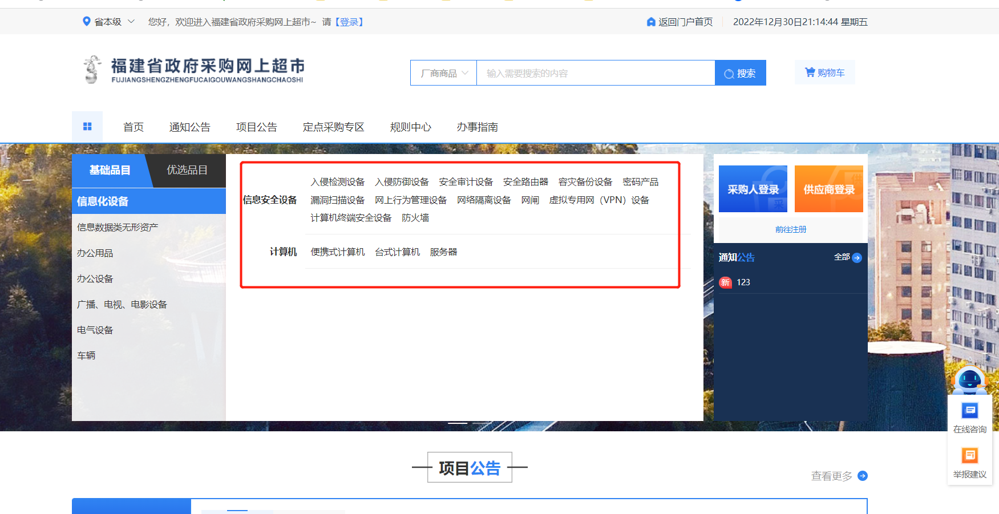 省本级 您好，欢迎进入福建省政府采购网上超市~ 请【登录】 返回门户首页 2022年12月30日21:14:44 星期五
福建省政府采购网上超市
FUJIANGSHENGZHENGFUCAIGOUWANGSHANGCHAOSHI
厂商商品 输入需要搜索的内容 搜索 购物车
首页 通知公告 项目公告 定点采购专区 规则中心 办事指南
基础品目 优选品目
信息化设备
信息数据类无形资产
办公用品
办公设备
广播、电视、电影设备
电气设备
车辆
信息安全设备
入侵检测设备 入侵防御设备 安全审计设备 安全路由器 容灾备份设备 密码产品
漏洞扫描设备 网上行为管理设备 网络隔离设备 网闸 虚拟专用网（VPN）设备
计算机终端安全设备 防火墙
计算机 便携式计算机 台式计算机 服务器
采购人登录 供应商登录
前往注册
通知公告 全部
新 123
在线咨询
举报建议
项目公告
查看更多